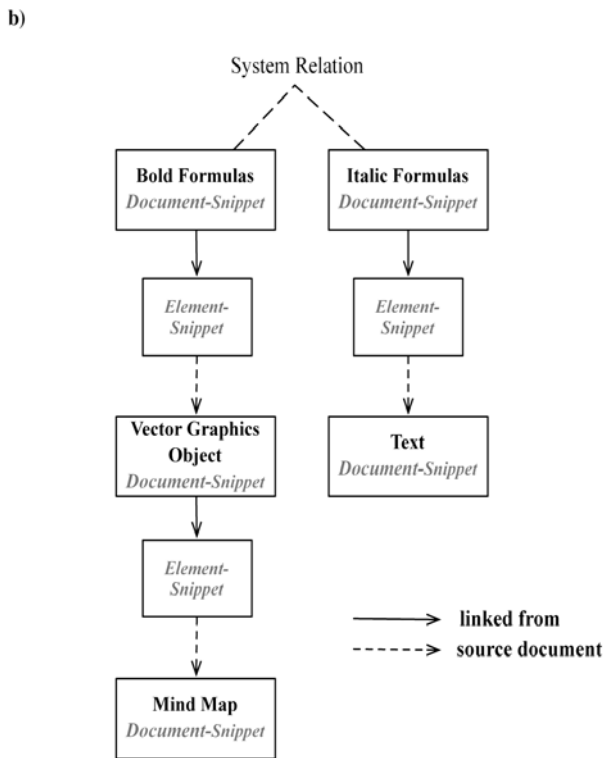 b)
System Relation
Bold Formulas
Document-Snippet
Italic Formulas
Document-Snippet
Element-
Snippet
Element-
Snippet
Vector Graphics
Object
Document-Snippet
Text
Document-Snippet
Element-
Snippet
linked from
source document
Mind Map
Document-Snippet